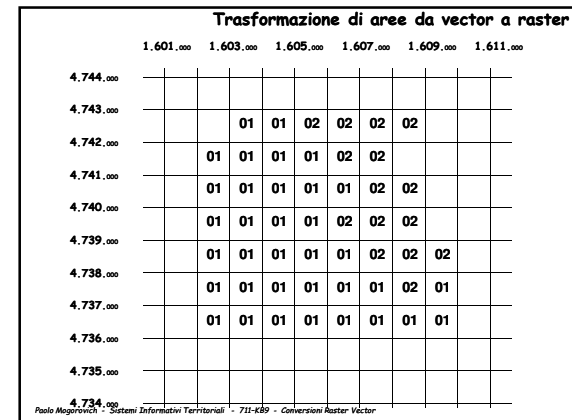 Trasformazione di aree da vector a raster
1.601.000 1.603.000 1.605.000 1.607.000 1.609.000 1.611.000
4.744.000
4.743.000
01 01 02 02 02 02
4.742.000
01 01 01 01 02 02
4.741.000
01 01 01 01 01 02 02
4.740.000
01 01 01 01 02 02 02
4.739.000
01 01 01 01 01 02 02 02
4.738.000
01 01 01 01 01 01 02 01
4.737.000
01 01 01 01 01 01 01 01
4.736.000
4.735.000
4.734.000
Paolo Mogorovich - Sistemi Informativi Territoriali - 711-KB9 - Conversioni Raster Vector